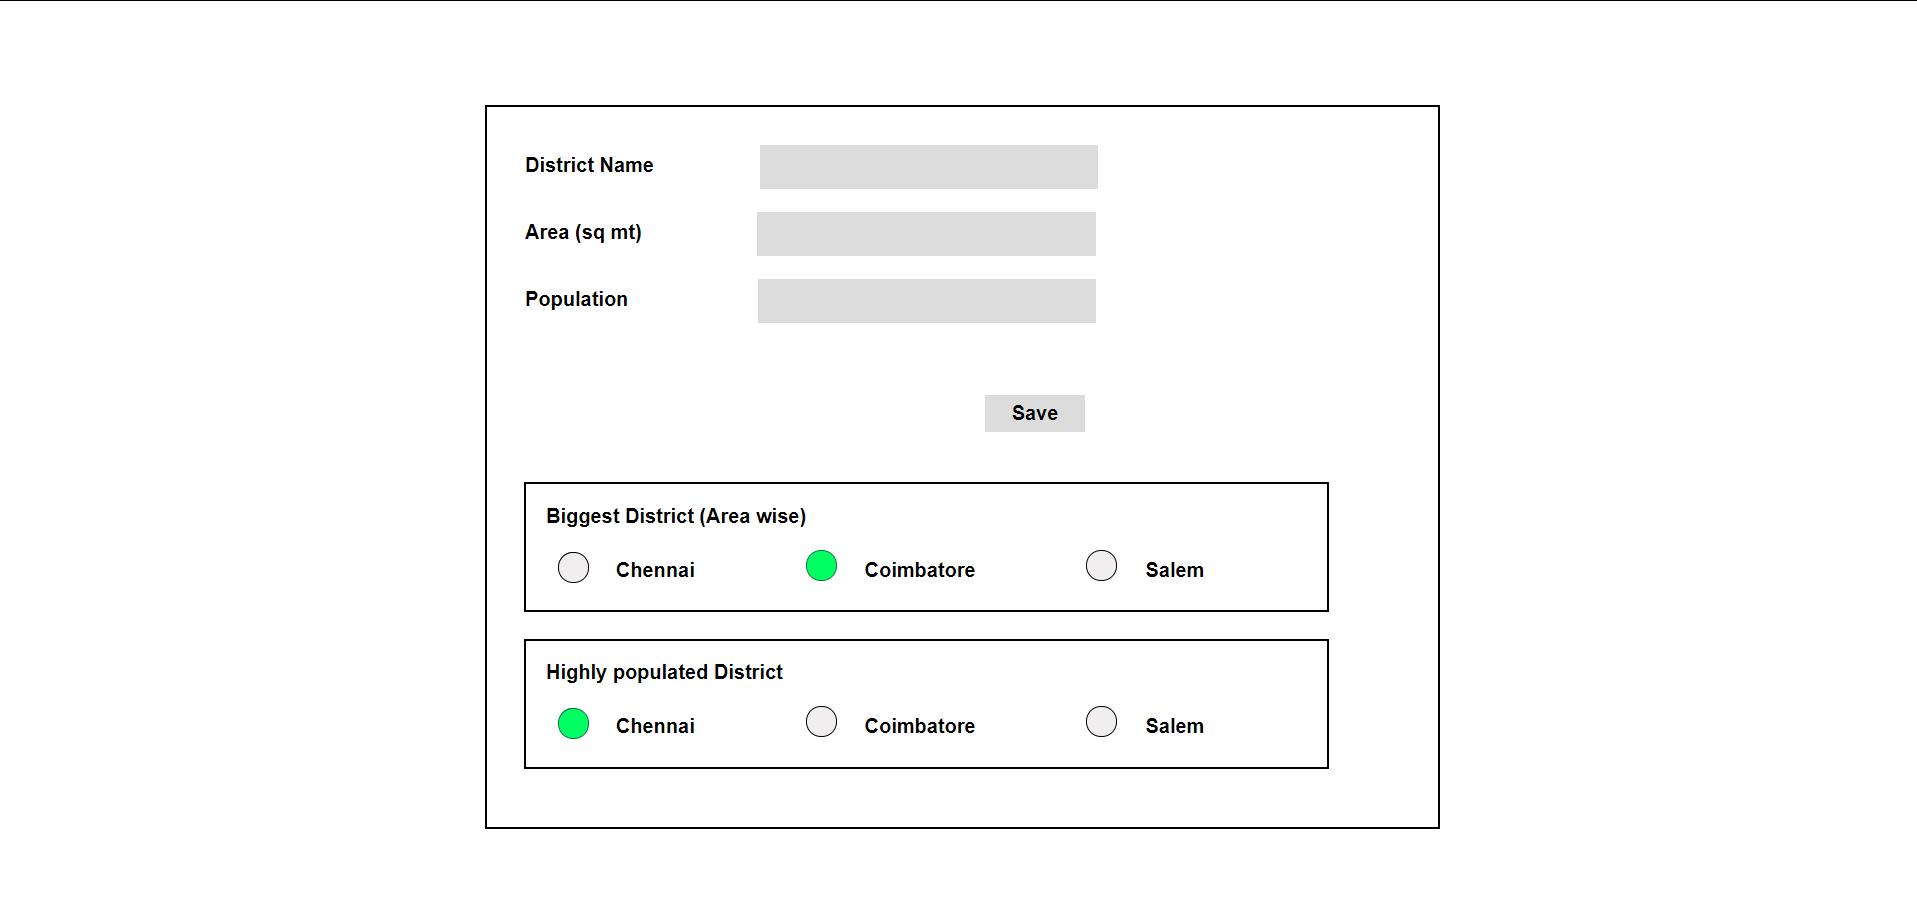 District Name
Area (sq mt)
Population
Save
Biggest District (Area wise)
Chennai Coimbatore Salem
Highly populated District
Chennai Coimbatore Salem